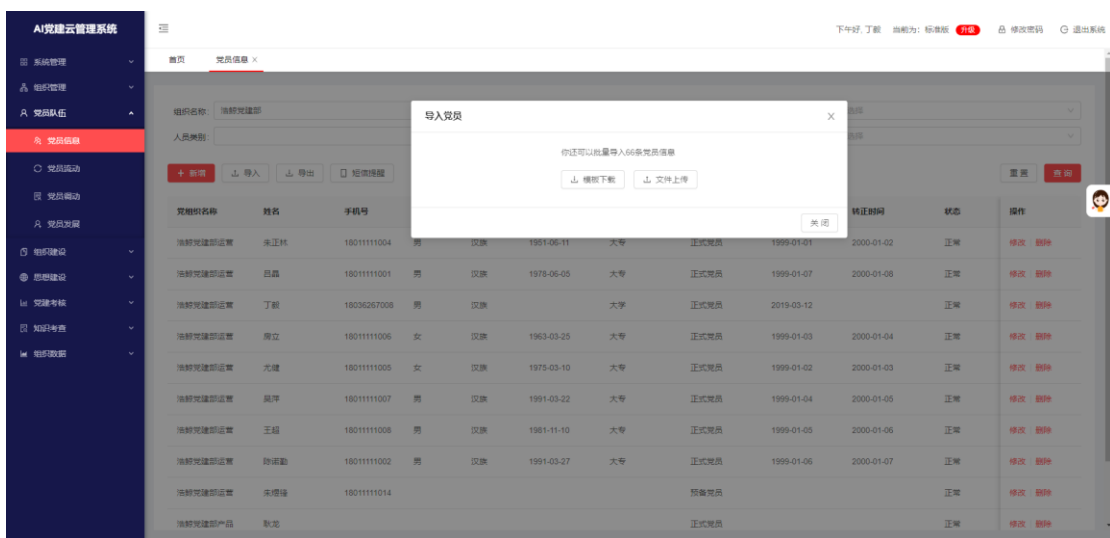 AI党建云管理系统
下午好, 丁毅 当前为: 标准版 升级 修改密码 退出系统
系统管理
组织管理
党员队伍
党员信息
党员流动
党员调动
党员发展
组织建设
思想建设
党建考核
知识考查
组织数据
首页 党员信息 ×
组织名称: 浩鲸党建部
人员类别:
+ 新增 导入 导出 短信提醒 重置 查询
导入党员 X
你还可以批量导入66条党员信息
模板下载 文件上传
关闭
党组织名称 姓名 手机号 转正时间 状态 操作
浩鲸党建部运营 18011111004 男 汉族 1951-06-11 大专 正式党员 1999-01-01 2000-01-02 正常 修改 删除
浩鲸党建部运营 吕磊 18011111001 男 汉族 1978-06-05 大专 正式党员 1999-01-07 2000-01-08 正常 修改 删除
浩鲸党建部运营 丁毅 18036267008 男 汉族 大学 正式党员 2019-03-12 正常 修改 删除
浩鲸党建部运营 房立 18011111006 女 汉族 1963-03-25 大专 正式党员 1999-01-03 2000-01-04 正常 修改 删除
浩鲸党建部运营 尤健 18011111005 女 汉族 1975-03-10 大专 正式党员 1999-01-02 2000-01-03 正常 修改 删除
浩鲸党建部运营 吴萍 18011111007 男 汉族 1991-03-22 大专 正式党员 1999-01-04 2000-01-05 正常 修改 删除
浩鲸党建部运营 王超 18011111008 男 汉族 1981-11-10 大专 正式党员 1999-01-05 2000-01-06 正常 修改 删除
浩鲸党建部运营 18011111002 男 汉族 1991-03-27 大专 正式党员 1999-01-06 2000-01-07 正常 修改 删除
浩鲸党建部运营 18011111014 预备党员 正常 修改 删除
浩鲸党建部产品 耿龙 正式党员 正常 修改 删除